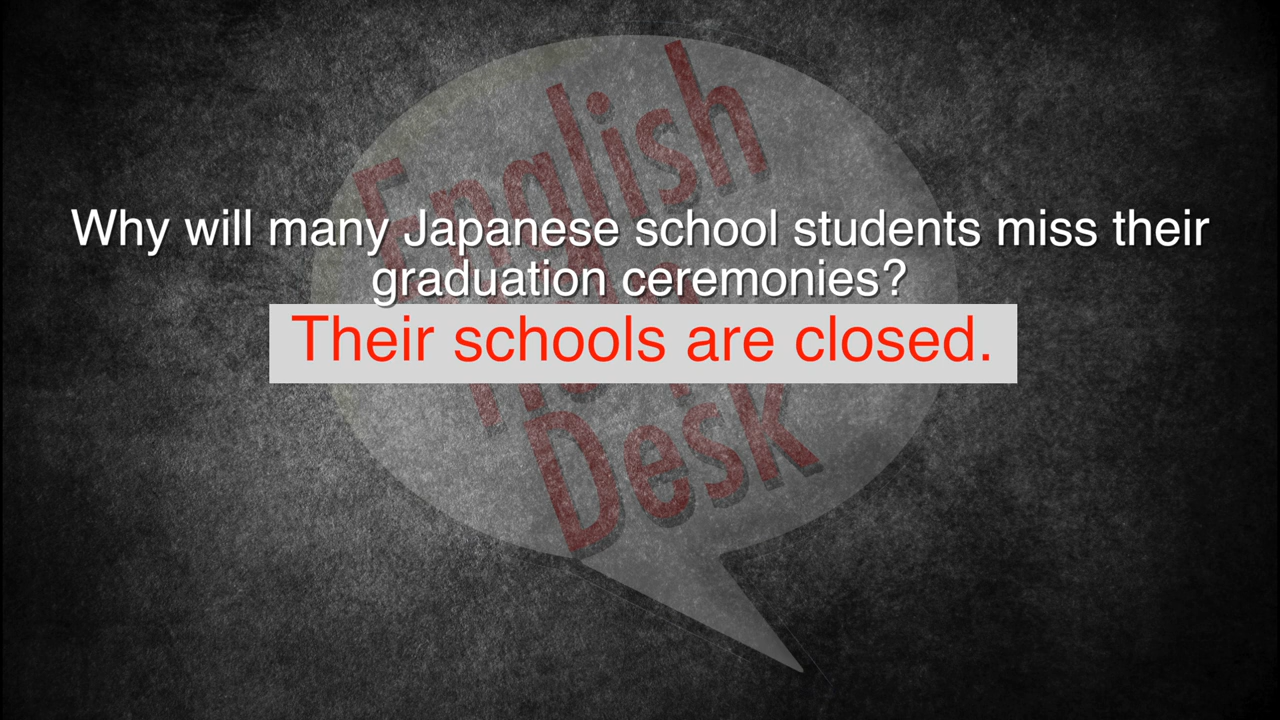 English
Desk
Why will many Japanese school students miss their
graduation ceremonies?
Their schools are closed.